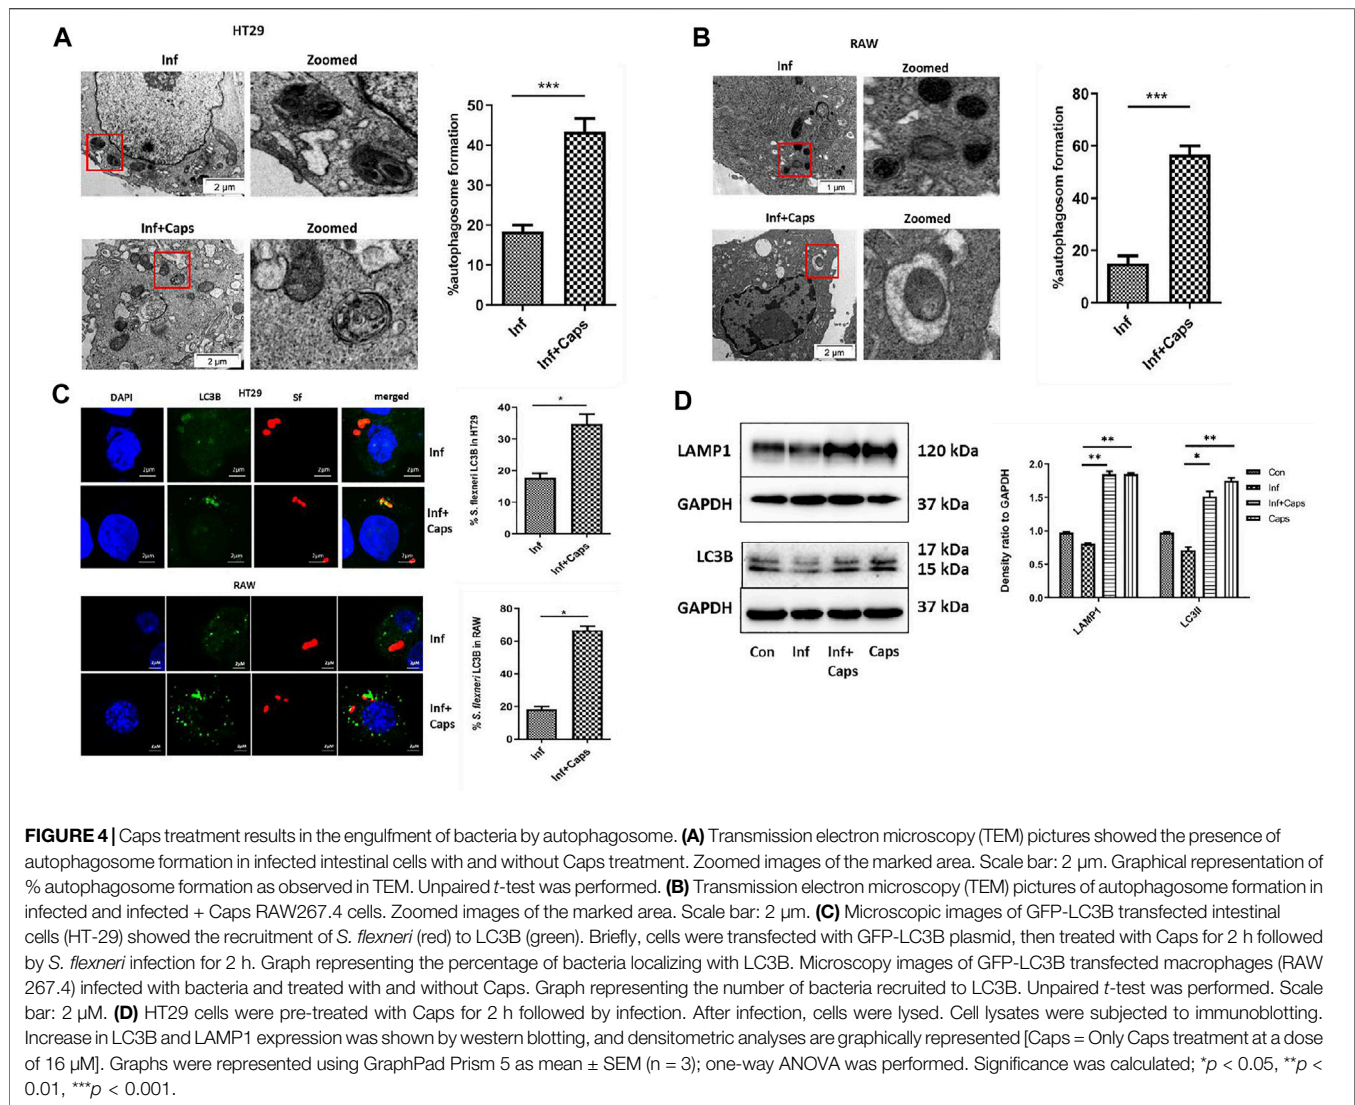 A
HT29
Inf
Zoomed
2 µm
Inf+Caps
Zoomed
2 µm
%autophagosome formation
50
40
30
20
10
0
***
Inf
Inf+Caps
B
RAW
Inf
Zoomed
1 µm
Inf+Caps
Zoomed
2 µm
%autophagosom formation
80
60
40
20
0
***
Inf
Inf+Caps
C
HT29
DAPI
LC3B
Sf
merged
2µm
2µm
2µm
2µm
Inf
2µm
2µm
2µm
2µm
Inf+
Caps
% S. flexneri LC3B in HT29
40
30
20
10
0
*
Inf
Inf+Caps
RAW
2µM
2µM
2µM
2µM
Inf
2µM
2µM
2µM
2µM
Inf+
Caps
% S. flexneri LC3B in RAW
80
60
40
20
0
*
Inf
Inf+Caps
D
LAMP1
120 kDa
GAPDH
37 kDa
LC3B
17 kDa
15 kDa
GAPDH
37 kDa
Con
Inf
Inf+
Caps
Caps
Density ratio to GAPDH
2.0
1.5
1.0
0.5
0.0
**
**
**
*
LAMP1
LC3II
Con
Inf
Inf+Caps
Caps
FIGURE 4 | Caps treatment results in the engulfment of bacteria by autophagosome. (A) Transmission electron microscopy (TEM) pictures showed the presence of
autophagosome formation in infected intestinal cells with and without Caps treatment. Zoomed images of the marked area. Scale bar: 2 µm. Graphical representation of
% autophagosome formation as observed in TEM. Unpaired t-test was performed. (B) Transmission electron microscopy (TEM) pictures of autophagosome formation in
infected and infected + Caps RAW267.4 cells. Zoomed images of the marked area. Scale bar: 2 µm. (C) Microscopic images of GFP-LC3B transfected intestinal
cells (HT-29) showed the recruitment of S. flexneri (red) to LC3B (green). Briefly, cells were transfected with GFP-LC3B plasmid, then treated with Caps for 2 h followed
by S. flexneri infection for 2 h. Graph representing the percentage of bacteria localizing with LC3B. Microscopy images of GFP-LC3B transfected macrophages (RAW
267.4) infected with bacteria and treated with and without Caps. Graph representing the number of bacteria recruited to LC3B. Unpaired t-test was performed. Scale
bar: 2 µM. (D) HT29 cells were pre-treated with Caps for 2 h followed by infection. After infection, cells were lysed. Cell lysates were subjected to immunoblotting.
Increase in LC3B and LAMP1 expression was shown by western blotting, and densitometric analyses are graphically represented [Caps = Only Caps treatment at a dose
of 16 µM]. Graphs were represented using GraphPad Prism 5 as mean ± SEM (n = 3); one-way ANOVA was performed. Significance was calculated; *p < 0.05, **p <
0.01, ***p < 0.001.